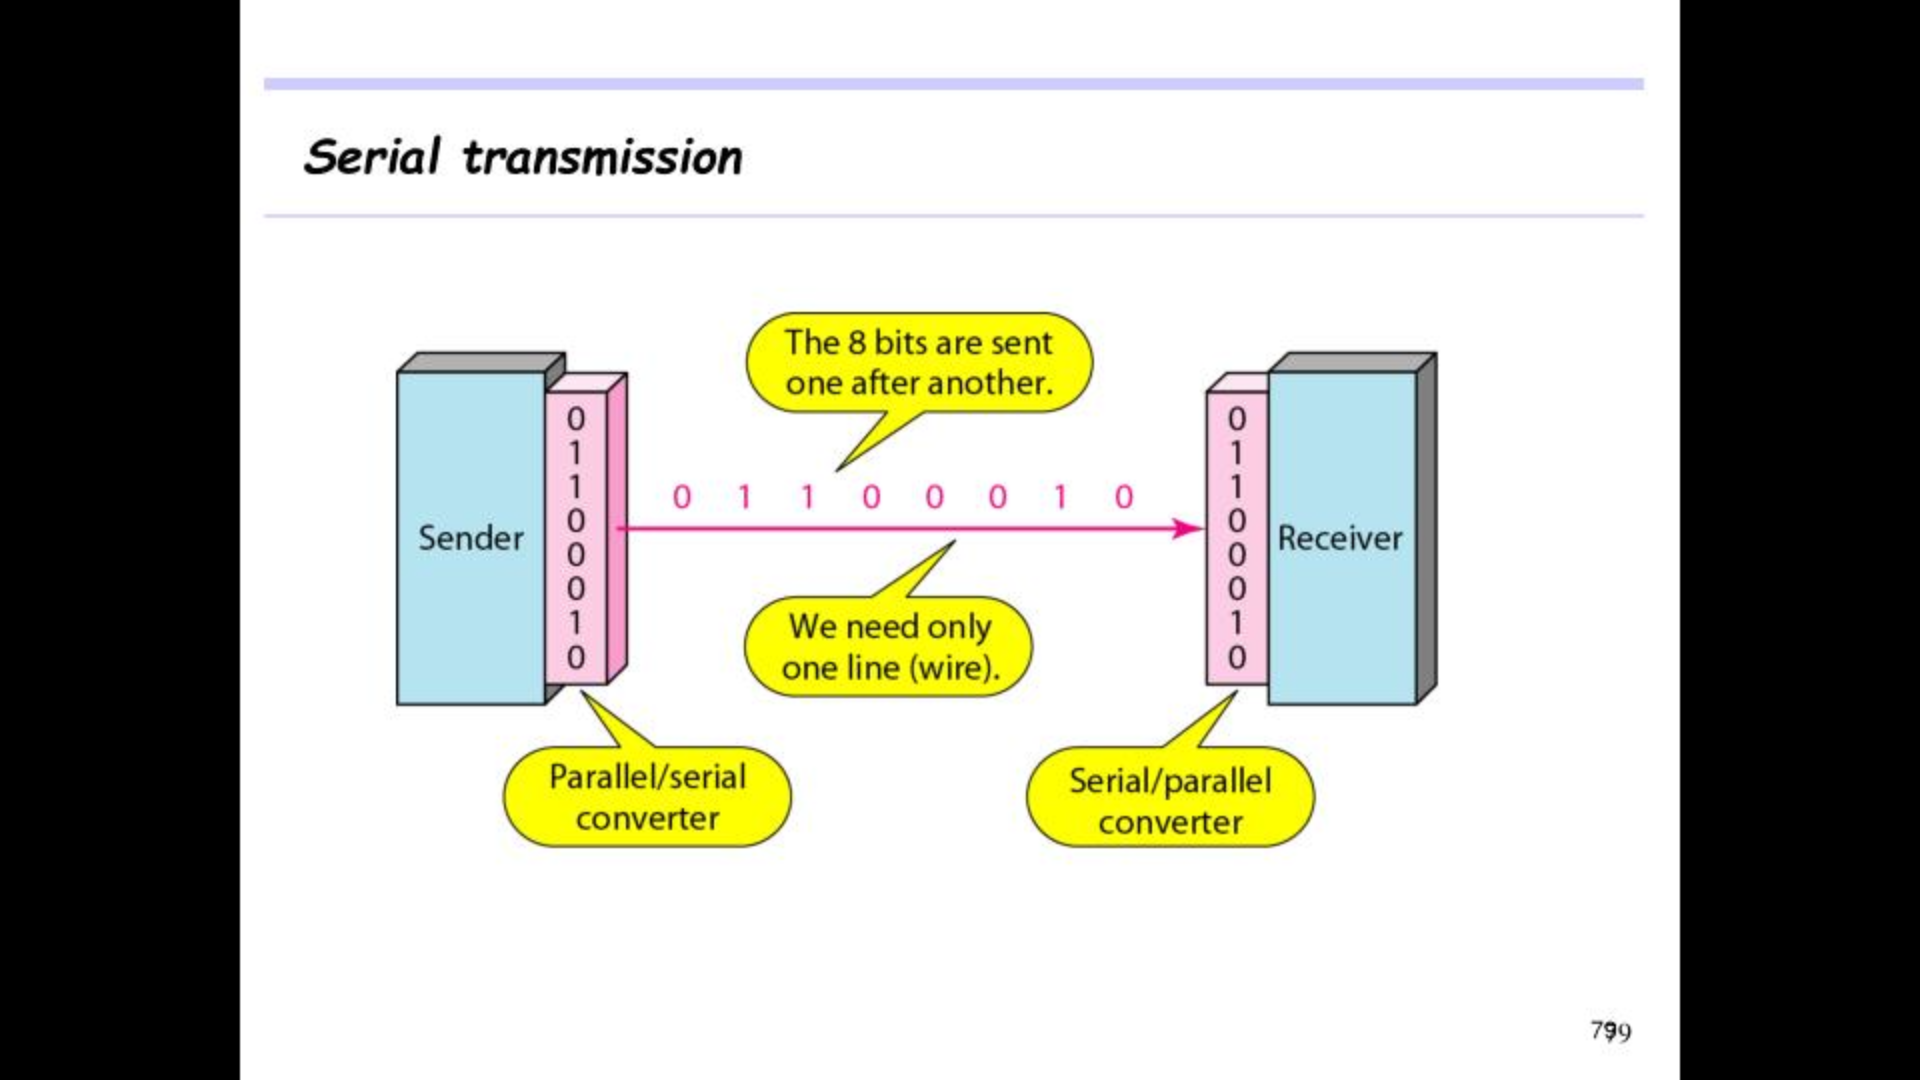 Serial transmission
The 8 bits are sent
one after another.
0
1
1
0
0
0
1
0
0 1 1 0 0 0 1 0
0
1
1
0
0
0
1
0
Sender
Receiver
We need only
one line (wire).
Parallel/serial
converter
Serial/parallel
converter